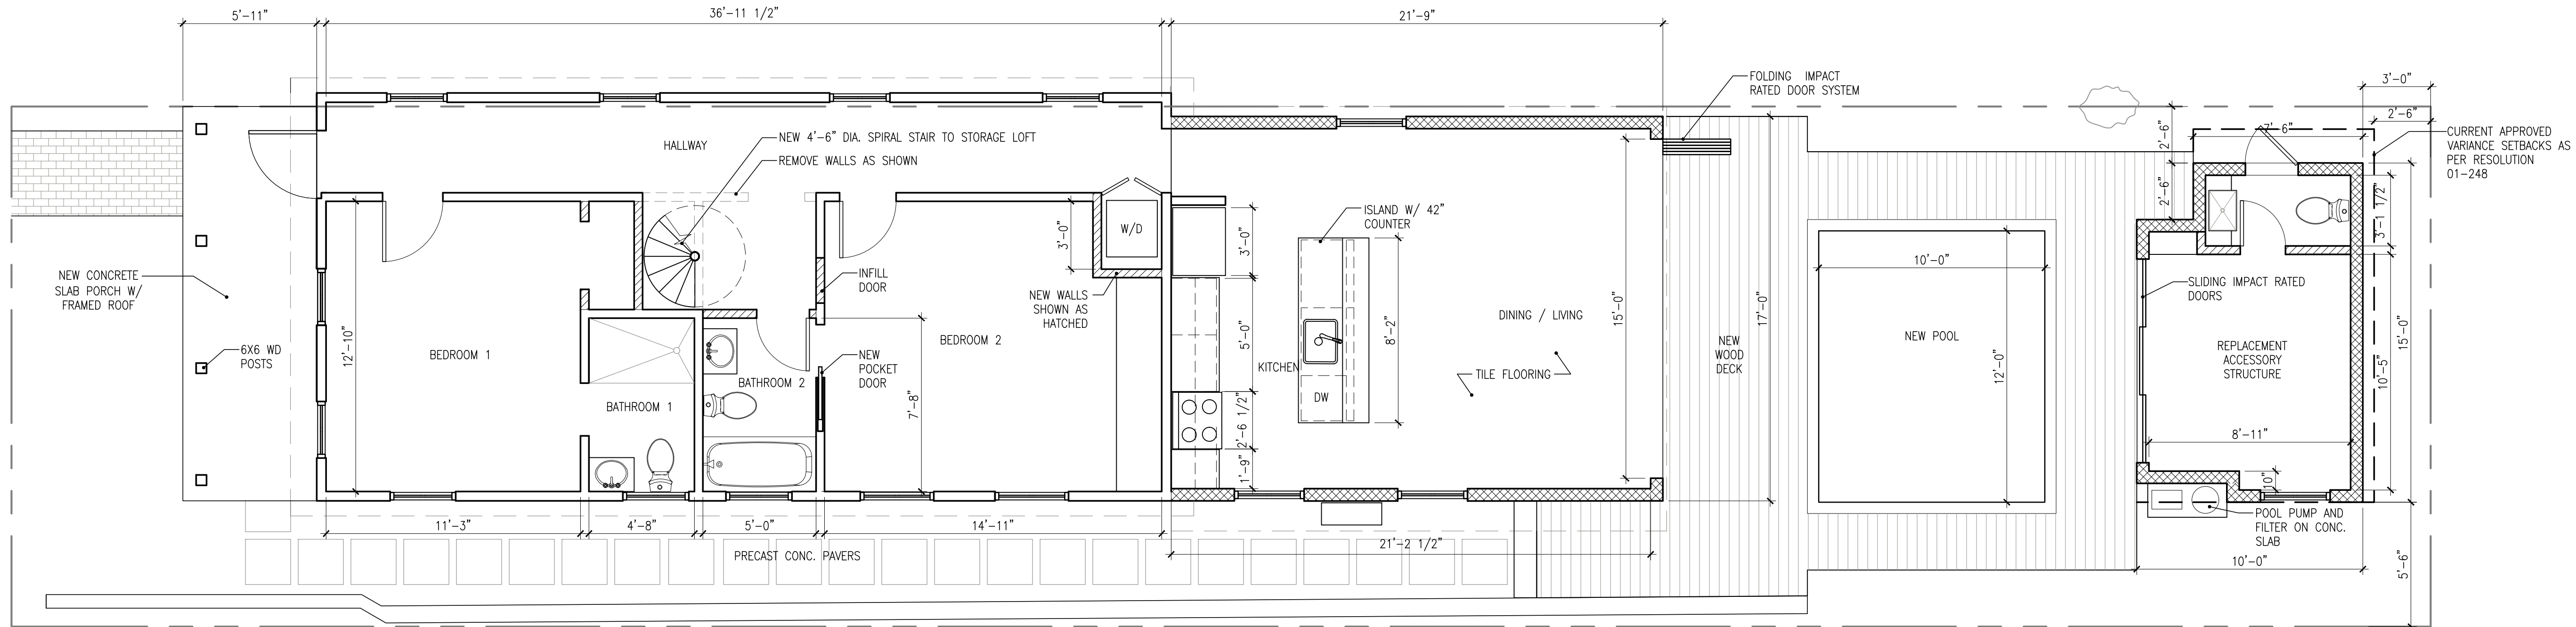 5'-11"
36'-11 1/2"
21'-9"
FOLDING IMPACT
RATED DOOR SYSTEM
3'-0"
2'-6"
2'-6"
7'-6"
CURRENT APPROVED
VARIANCE SETBACKS AS
PER RESOLUTION
01-248
HALLWAY
NEW 4'-6" DIA. SPIRAL STAIR TO STORAGE LOFT
REMOVE WALLS AS SHOWN
2'-6"
3'-1 1/2"
W/D
3'-0"
3'-0"
ISLAND W/ 42"
COUNTER
NEW CONCRETE
SLAB PORCH W/
FRAMED ROOF
INFILL
DOOR
NEW WALLS
SHOWN AS
HATCHED
10'-0"
SLIDING IMPACT RATED
DOORS
6X6 WD
POSTS
12'-10"
BEDROOM 1
BATHROOM 1
BATHROOM 2
NEW
POCKET
DOOR
7'-8"
BEDROOM 2
5'-0"
KITCHEN
8'-2"
DW
2'-6 1/2"
1'-9"
DINING / LIVING
TILE FLOORING
15'-0"
NEW
WOOD
DECK
17'-0"
NEW POOL
12'-0"
REPLACEMENT
ACCESSORY
STRUCTURE
15'-0"
10'-5"
8'-11"
10"
POOL PUMP AND
FILTER ON CONC.
SLAB
11'-3"
4'-8"
5'-0"
14'-11"
PRECAST CONC. PAVERS
21'-2 1/2"
10'-0"
5'-6"